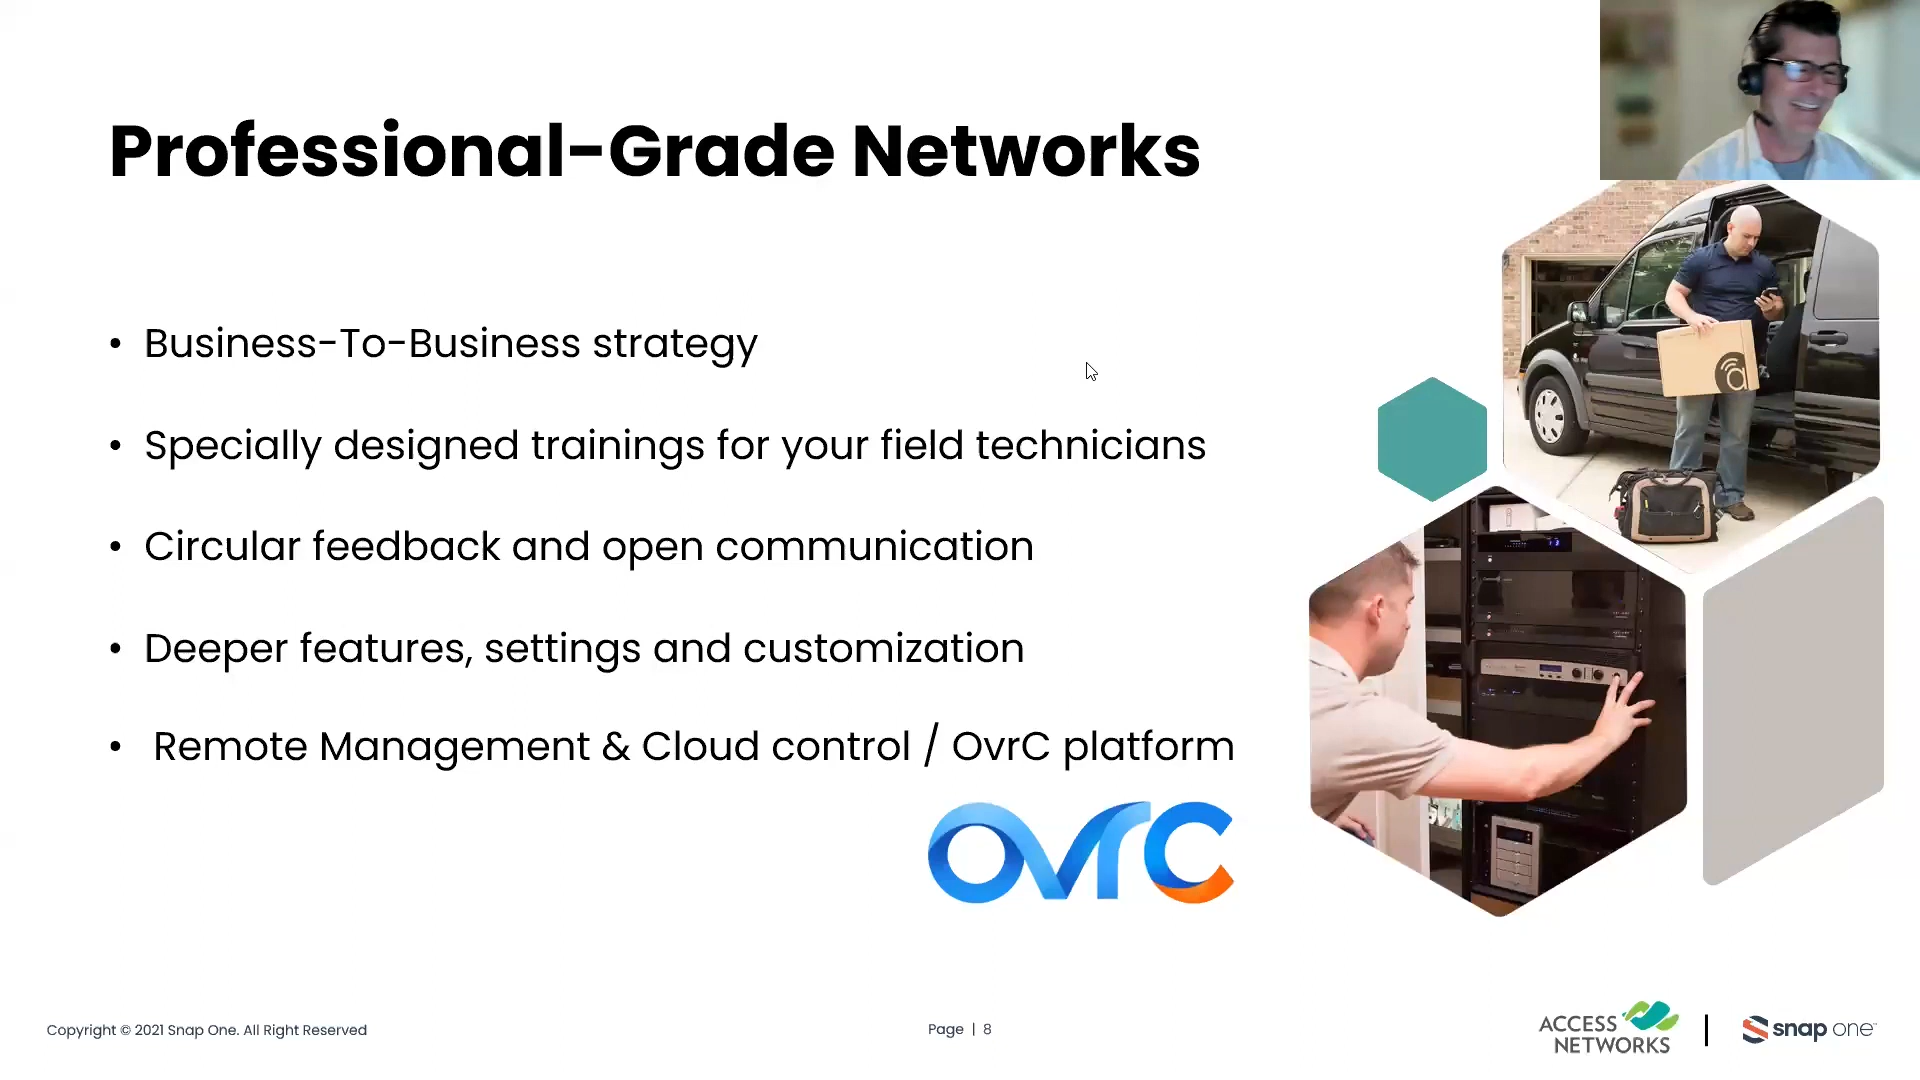 Professional-Grade Networks
• Business-To-Business strategy
• Specially designed trainings for your field technicians
• Circular feedback and open communication
• Deeper features, settings and customization
• Remote Management & Cloud control / OvrC platform
ovrc
Copyright © 2021 Snap One. All Right Reserved
Page | 8
ACCESS
NETWORKS
snap one™